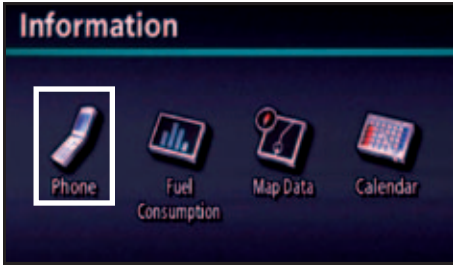 Information
Phone
Fuel
Consumption
Map Data
Calendar